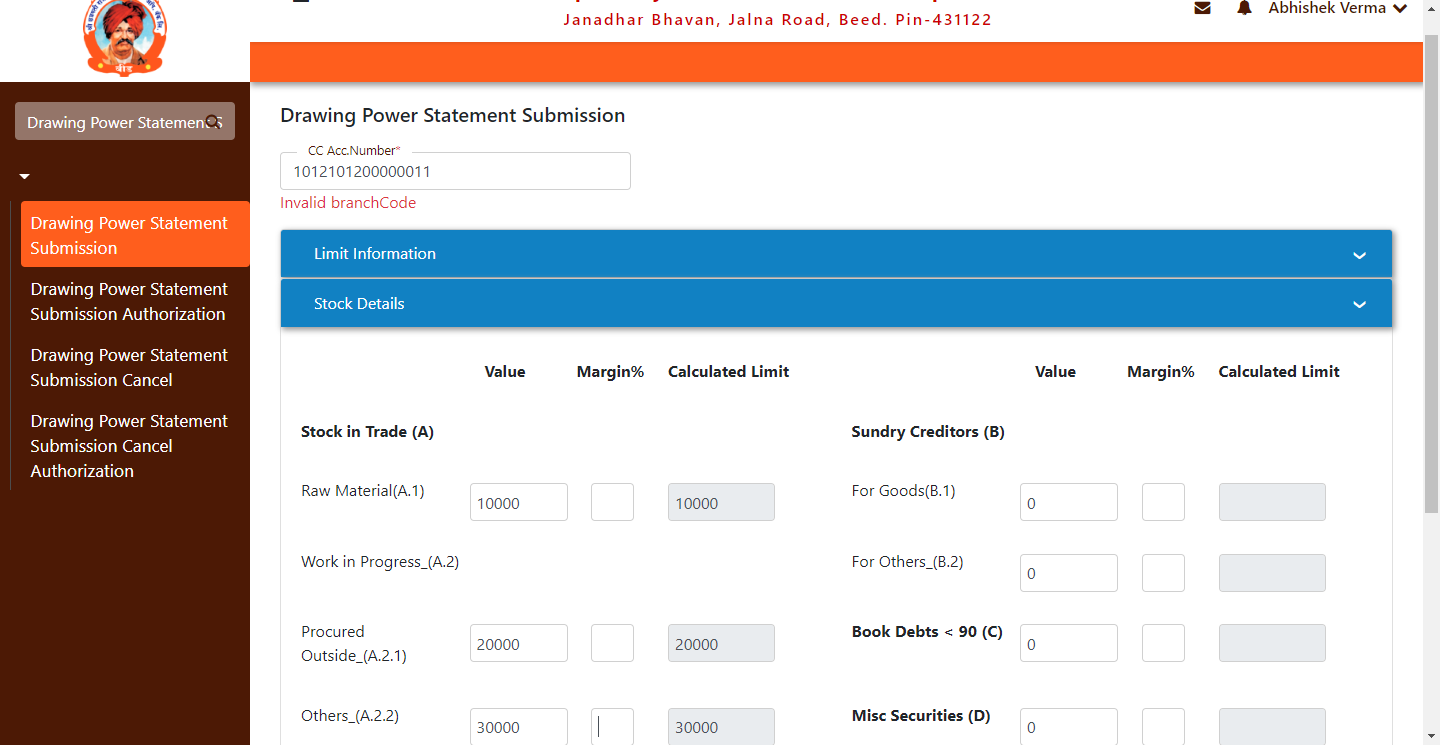 Janadhar Bhavan, Jalna Road, Beed. Pin-431122
Abhishek Verma
बीड
Drawing Power Statement S
Drawing Power Statement
Submission
Drawing Power Statement
Submission Authorization
Drawing Power Statement
Submission Cancel
Drawing Power Statement
Submission Cancel
Authorization
Drawing Power Statement Submission
CC Acc.Number*
1012101200000011
Invalid branchCode
Limit Information
Stock Details
Value Margin% Calculated Limit Value Margin% Calculated Limit
Stock in Trade (A) Sundry Creditors (B)
Raw Material(A.1) 10000 10000 For Goods(B.1) 0
Work in Progress_(A.2) For Others_(B.2) 0
Procured
Outside_(A.2.1) 20000 20000 Book Debts < 90 (C) 0
Others_(A.2.2) 30000 30000 Misc Securities (D) 0